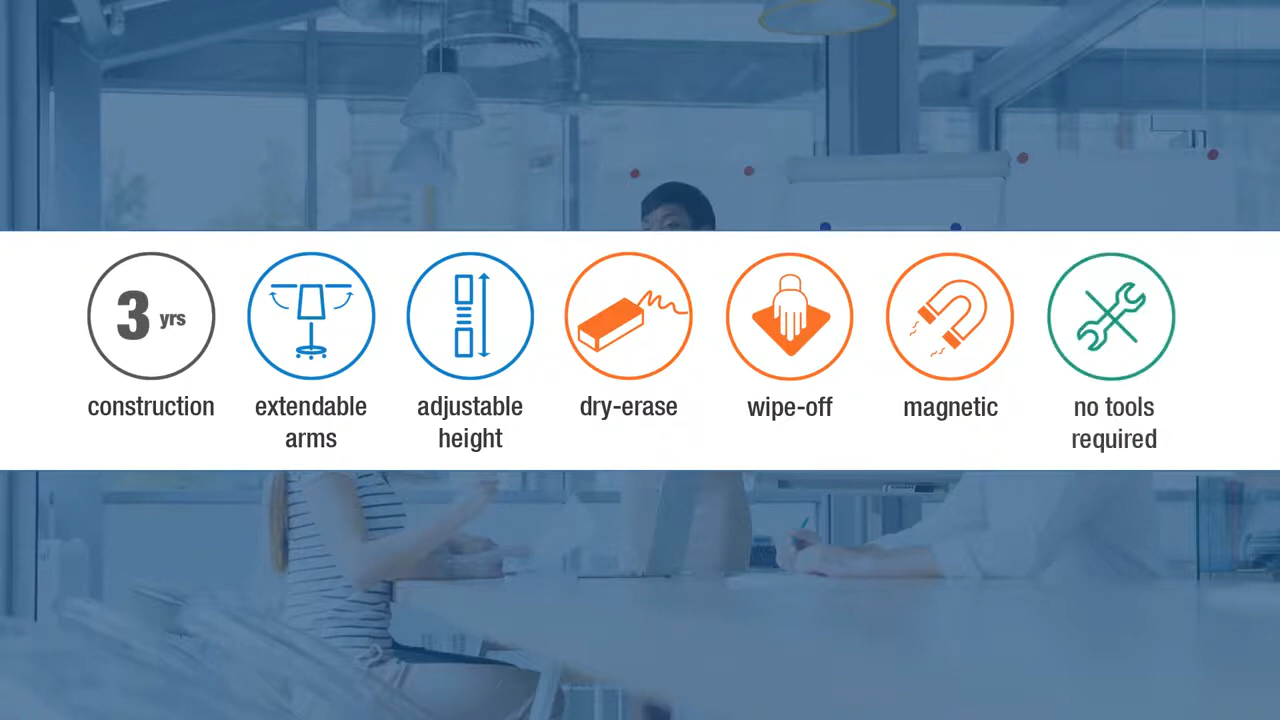 3 yrs
construction
extendable
arms
adjustable
height
dry-erase
wipe-off
magnetic
no tools
required